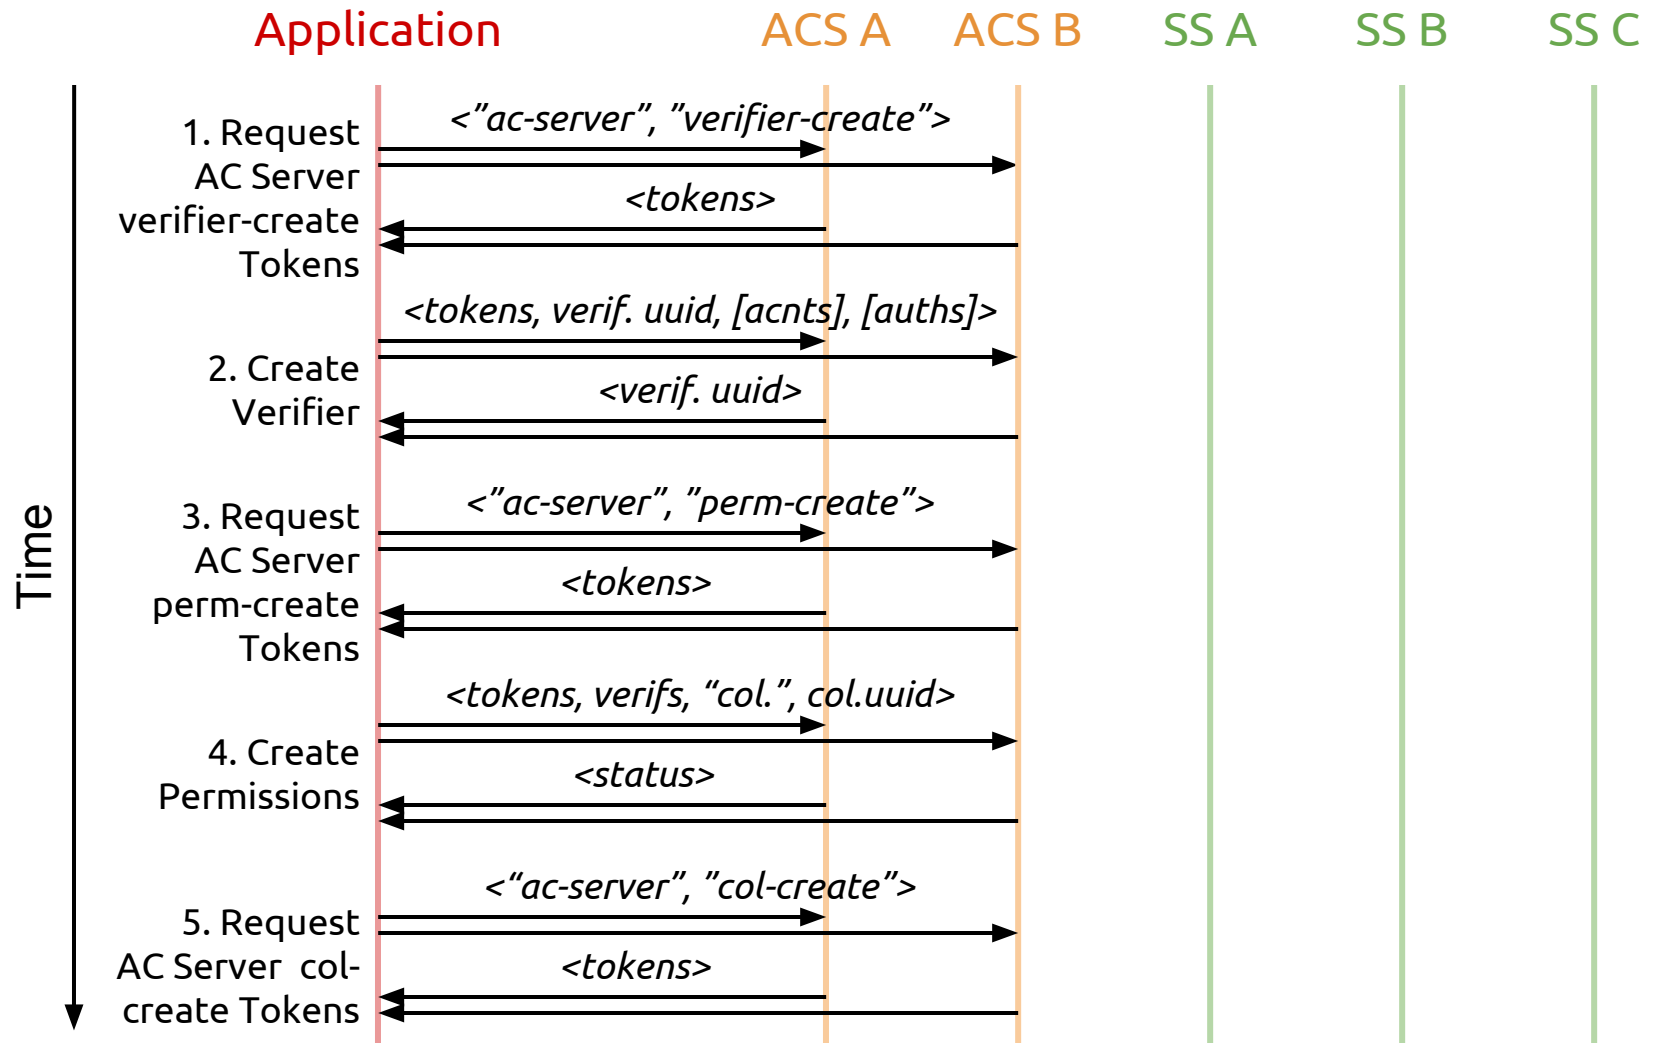 Application
ACS A
ACS B
SS A
SS B
SS C
Time
1. Request
AC Server
verifier-create
Tokens
<”ac-server”, ”verifier-create”>
<tokens>
2. Create
Verifier
<tokens, verif. uuid, [acnts], [auths]>
<verif. uuid>
3. Request
AC Server
perm-create
Tokens
<”ac-server”, ”perm-create”>
<tokens>
4. Create
Permissions
<tokens, verifs, “col.”, col.uuid>
<status>
5. Request
AC Server  col-
create Tokens
<“ac-server”, ”col-create”>
<tokens>